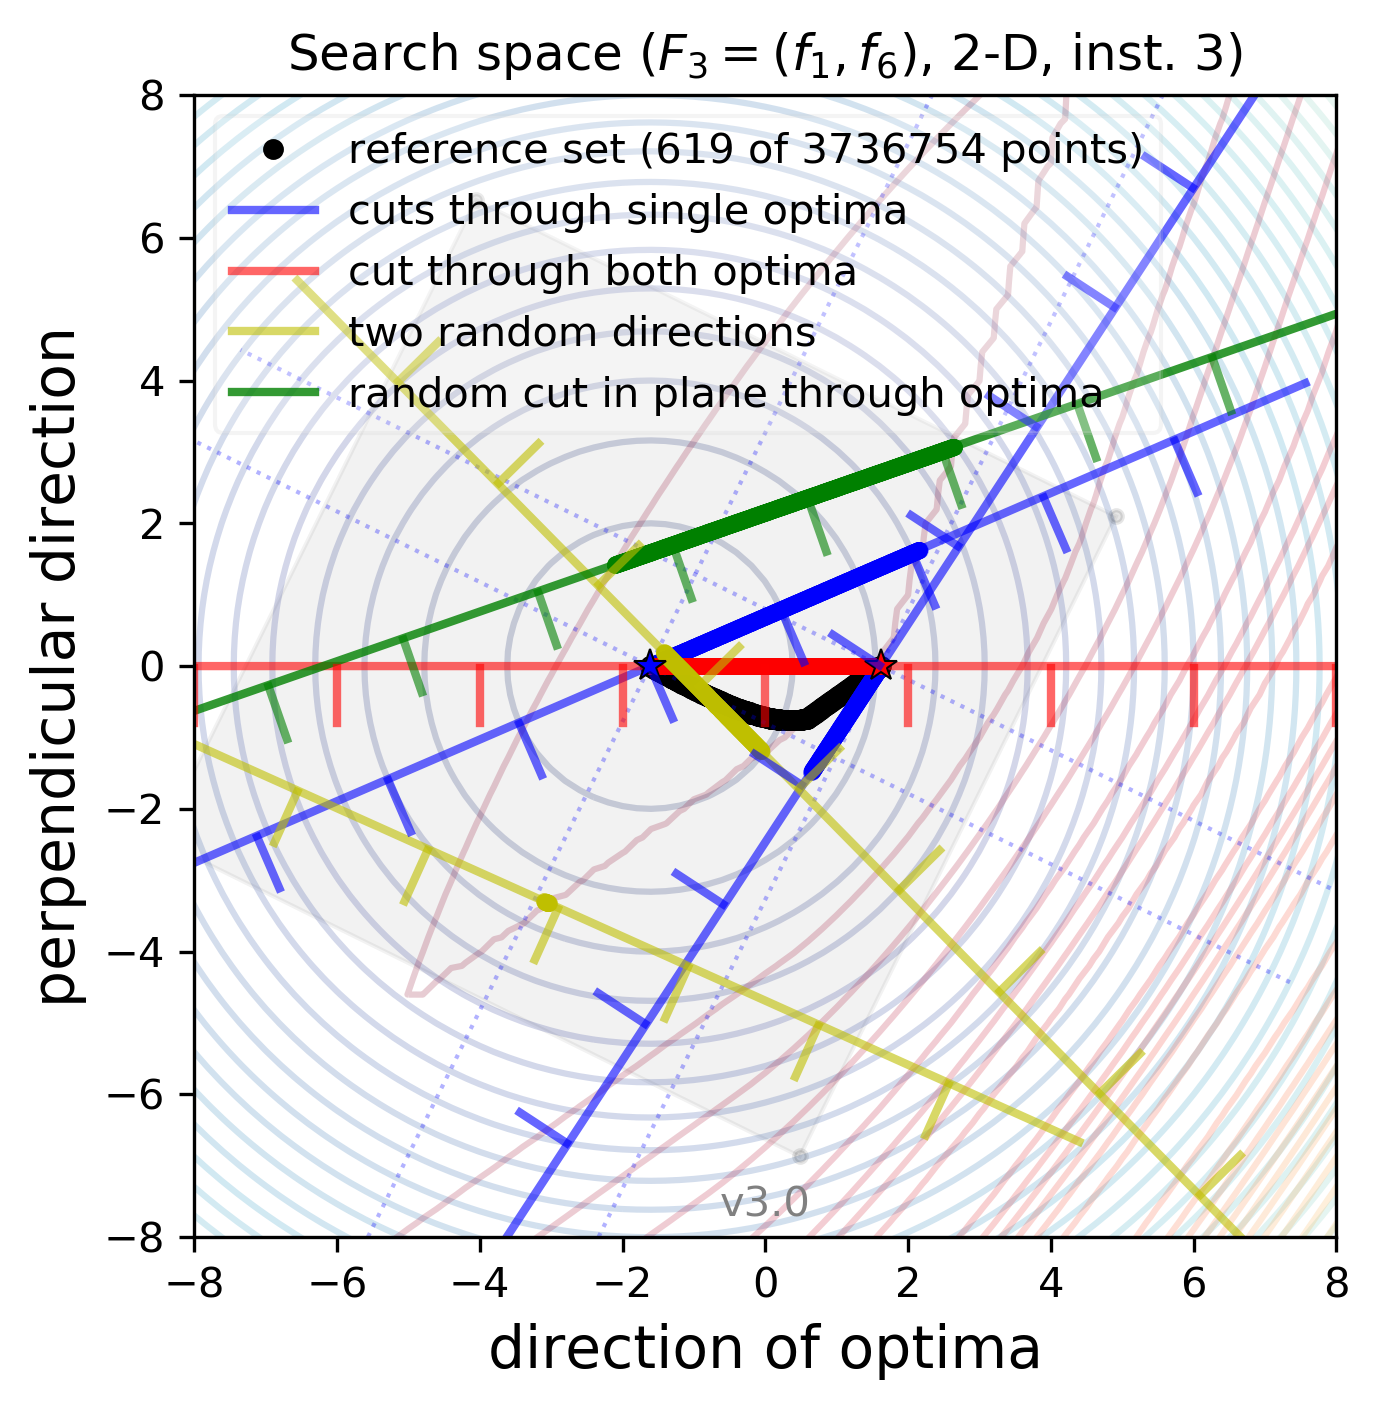 Search space (F₃ = (f₁, f₆), 2-D, inst. 3)
reference set (619 of 3736754 points)
cuts through single optima
cut through both optima
two random directions
random cut in plane through optima
8
6
4
2
0
−2
−4
−6
−8
perpendicular direction
v3.0
−8 −6 −4 −2 0 2 4 6 8
direction of optima